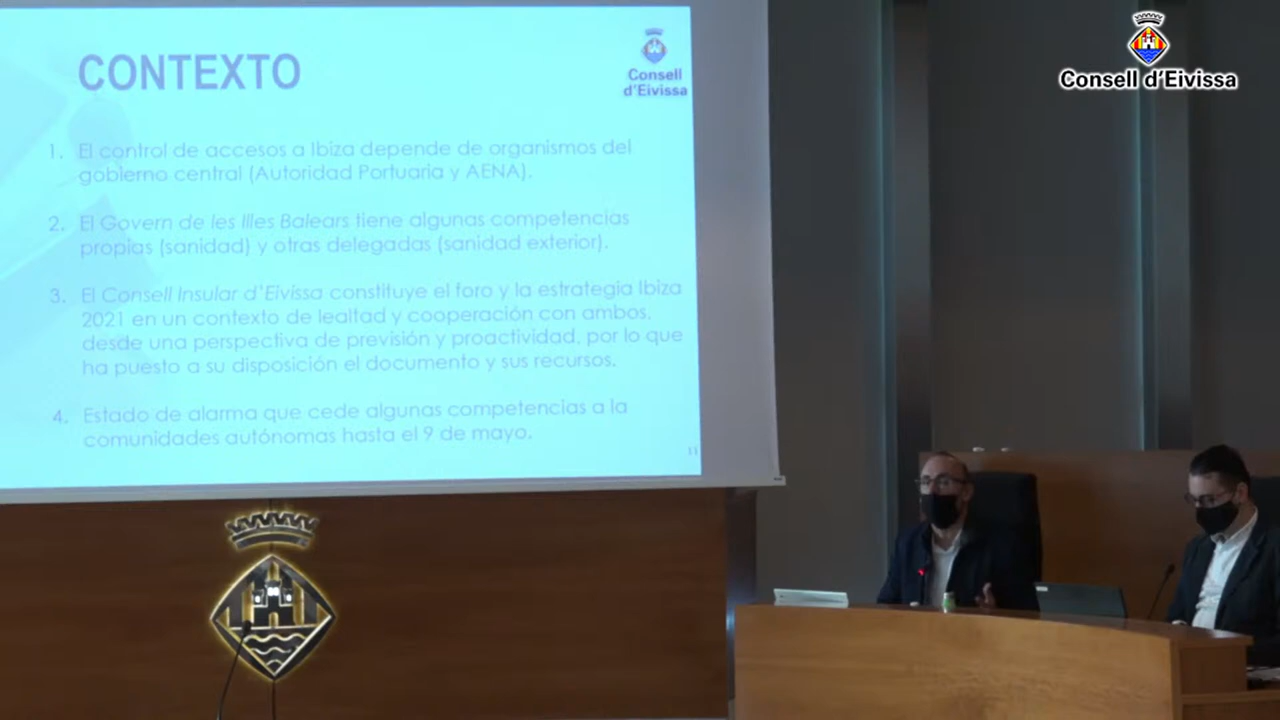 CONTEXTO
Consell
d'Eivissa
1. El control de accesos a Ibiza depende de organismos del
gobierno central (Autoridad Portuaria y AENA).
2. El Govern de les Illes Balears tiene algunas competencias
propias (sanidad) y otras delegadas (sanidad exterior).
3. El Consell Insular d'Eivissa constituye el foro y la estrategia Ibiza
2021 en un contexto de lealtad y cooperación con ambos,
desde una perspectiva de previsión y proactividad, por lo que
ha puesto a su disposición el documento y sus recursos.
4. Estado de alarma que cede algunas competencias a la
comunidades autónomas hasta el 9 de mayo.
11
Consell d'Eivissa